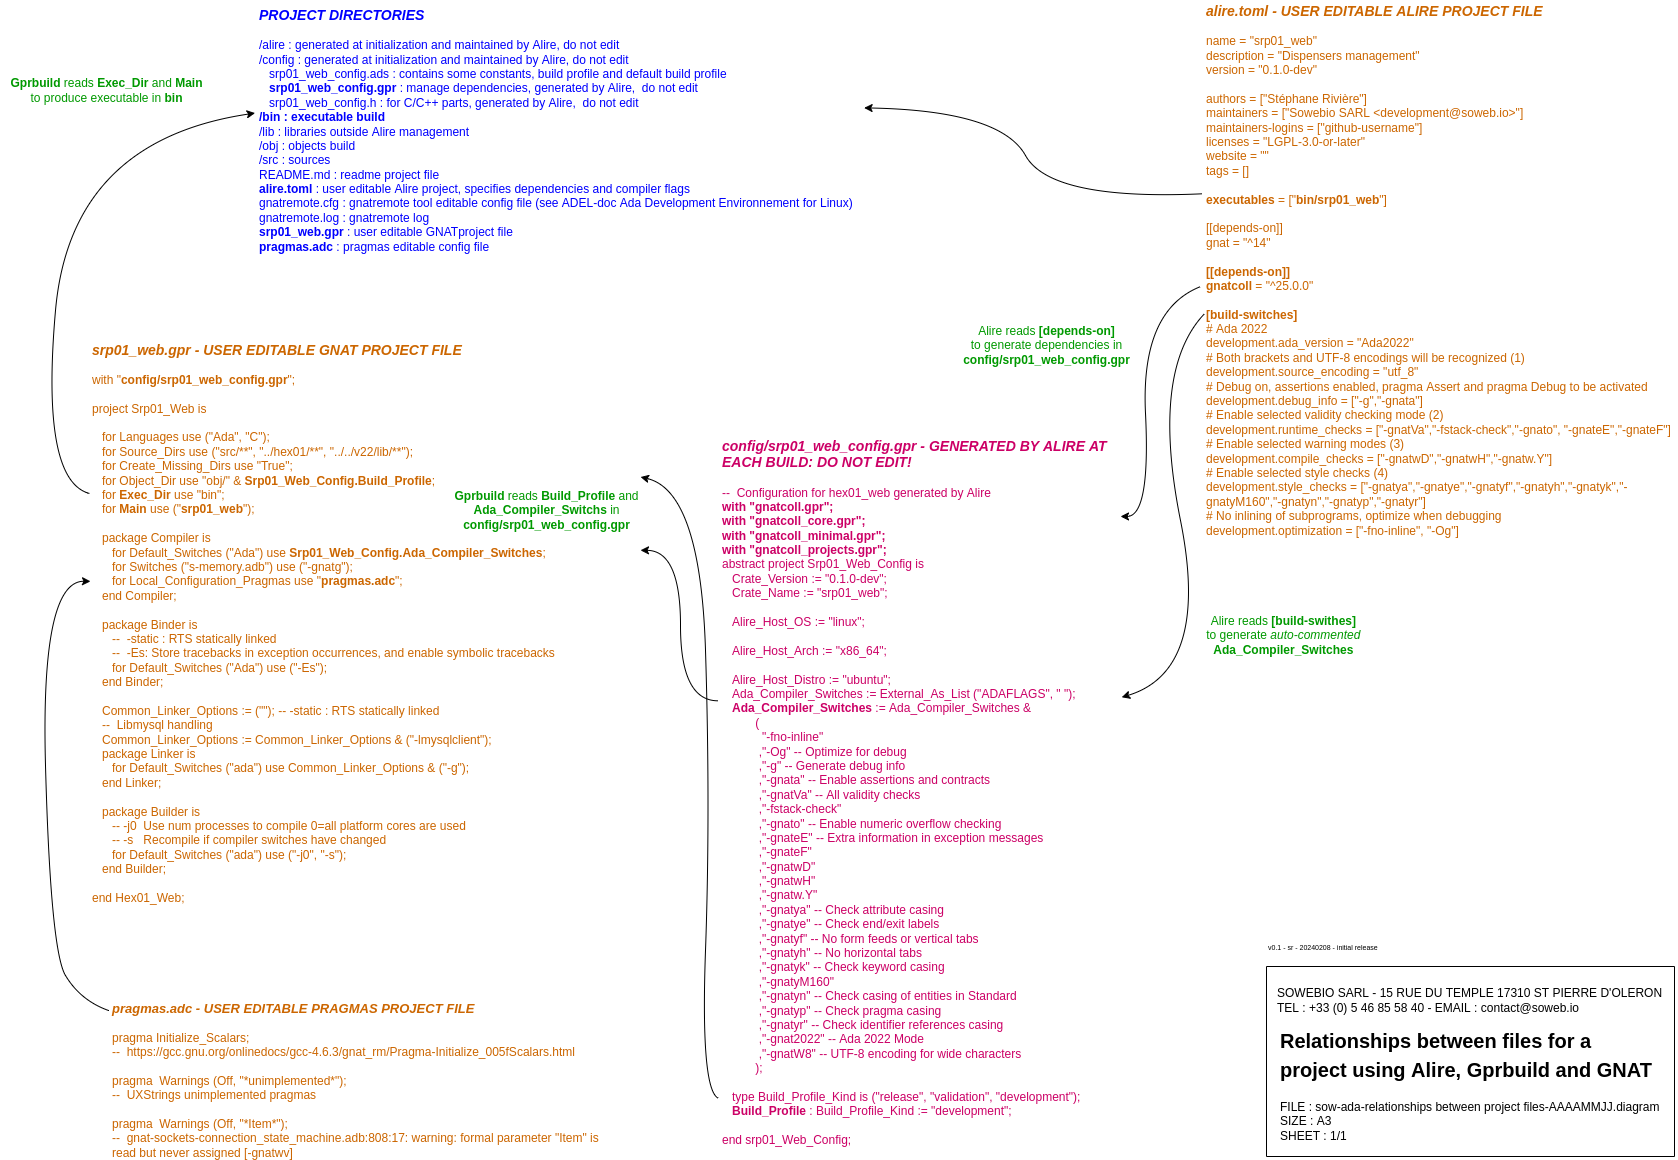 PROJECT DIRECTORIES
/alire : generated at initialization and maintained by Alire, do not edit
/config : generated at initialization and maintained by Alire, do not edit
srp01_web_config.ads : contains some constants, build profile and default build profile
srp01_web_config.gpr : manage dependencies, generated by Alire,  do not edit
srp01_web_config.h : for C/C++ parts, generated by Alire,  do not edit
/bin : executable build
/lib : libraries outside Alire management
/obj : objects build
/src : sources
README.md : readme project file
alire.toml : user editable Alire project, specifies dependencies and compiler flags
gnatremote.cfg : gnatremote tool editable config file (see ADEL-doc Ada Development Environnement for Linux)
gnatremote.log : gnatremote log
srp01_web.gpr : user editable GNATproject file
pragmas.adc : pragmas editable config file
Gprbuild reads Exec_Dir and Main
to produce executable in bin
alire.toml - USER EDITABLE ALIRE PROJECT FILE
name = "srp01_web"
description = "Dispensers management"
version = "0.1.0-dev"
authors = ["Stéphane Rivière"]
maintainers = ["Sowebio SARL <development@soweb.io>"]
maintainers-logins = ["github-username"]
licenses = "LGPL-3.0-or-later"
website = ""
tags = []
executables = ["bin/srp01_web"]
[[depends-on]]
gnat = "^14"
[[depends-on]]
gnatcoll = "^25.0.0"
[build-switches]
# Ada 2022
development.ada_version = "Ada2022"
# Both brackets and UTF-8 encodings will be recognized (1)
development.source_encoding = "utf_8"
# Debug on, assertions enabled, pragma Assert and pragma Debug to be activated
development.debug_info = ["-g","-gnata"]
# Enable selected validity checking mode (2)
development.runtime_checks = ["-gnatVa","-fstack-check","-gnato", "-gnateE","-gnateF"]
# Enable selected warning modes (3)
development.compile_checks = ["-gnatwD","-gnatwH","-gnatw.Y"]
# Enable selected style checks (4)
development.style_checks = ["-gnatya","-gnatye","-gnatyf","-gnatyh","-gnatyk","-
gnatyM160","-gnatyn","-gnatyp","-gnatyr"]
# No inlining of subprograms, optimize when debugging
development.optimization = ["-fno-inline", "-Og"]
Alire reads [depends-on]
to generate dependencies in
config/srp01_web_config.gpr
srp01_web.gpr - USER EDITABLE GNAT PROJECT FILE
with "config/srp01_web_config.gpr";
project Srp01_Web is
for Languages use ("Ada", "C");
for Source_Dirs use ("src/**", "../hex01/**", "../../v22/lib/**");
for Create_Missing_Dirs use "True";
for Object_Dir use "obj/" & Srp01_Web_Config.Build_Profile;
for Exec_Dir use "bin";
for Main use ("srp01_web");
package Compiler is
for Default_Switches ("Ada") use Srp01_Web_Config.Ada_Compiler_Switches;
for Switches ("s-memory.adb") use ("-gnatg");
for Local_Configuration_Pragmas use "pragmas.adc";
end Compiler;
package Binder is
--  -static : RTS statically linked
--  -Es: Store tracebacks in exception occurrences, and enable symbolic tracebacks
for Default_Switches ("Ada") use ("-Es");
end Binder;
Common_Linker_Options := (""); -- -static : RTS statically linked
--  Libmysql handling
Common_Linker_Options := Common_Linker_Options & ("-lmysqlclient");
package Linker is
for Default_Switches ("ada") use Common_Linker_Options & ("-g");
end Linker;
package Builder is
-- -j0  Use num processes to compile 0=all platform cores are used
-- -s   Recompile if compiler switches have changed
for Default_Switches ("ada") use ("-j0", "-s");
end Builder;
end Hex01_Web;
Gprbuild reads Build_Profile and
Ada_Compiler_Switchs in
config/srp01_web_config.gpr
config/srp01_web_config.gpr - GENERATED BY ALIRE AT
EACH BUILD: DO NOT EDIT!
--  Configuration for hex01_web generated by Alire
with "gnatcoll.gpr";
with "gnatcoll_core.gpr";
with "gnatcoll_minimal.gpr";
with "gnatcoll_projects.gpr";
abstract project Srp01_Web_Config is
Crate_Version := "0.1.0-dev";
Crate_Name := "srp01_web";
Alire_Host_OS := "linux";
Alire_Host_Arch := "x86_64";
Alire_Host_Distro := "ubuntu";
Ada_Compiler_Switches := External_As_List ("ADAFLAGS", " ");
Ada_Compiler_Switches := Ada_Compiler_Switches &
(
"-fno-inline"
,"-Og" -- Optimize for debug
,"-g" -- Generate debug info
,"-gnata" -- Enable assertions and contracts
,"-gnatVa" -- All validity checks
,"-fstack-check"
,"-gnato" -- Enable numeric overflow checking
,"-gnateE" -- Extra information in exception messages
,"-gnateF"
,"-gnatwD"
,"-gnatwH"
,"-gnatw.Y"
,"-gnatya" -- Check attribute casing
,"-gnatye" -- Check end/exit labels
,"-gnatyf" -- No form feeds or vertical tabs
,"-gnatyh" -- No horizontal tabs
,"-gnatyk" -- Check keyword casing
,"-gnatyM160"
,"-gnatyn" -- Check casing of entities in Standard
,"-gnatyp" -- Check pragma casing
,"-gnatyr" -- Check identifier references casing
,"-gnat2022" -- Ada 2022 Mode
,"-gnatW8" -- UTF-8 encoding for wide characters
);
type Build_Profile_Kind is ("release", "validation", "development");
Build_Profile : Build_Profile_Kind := "development";
end srp01_Web_Config;
Alire reads [build-swithes]
to generate auto-commented
Ada_Compiler_Switches
pragmas.adc - USER EDITABLE PRAGMAS PROJECT FILE
pragma Initialize_Scalars;
--  https://gcc.gnu.org/onlinedocs/gcc-4.6.3/gnat_rm/Pragma-Initialize_005fScalars.html
pragma  Warnings (Off, "*unimplemented*");
--  UXStrings unimplemented pragmas
pragma  Warnings (Off, "*Item*");
--  gnat-sockets-connection_state_machine.adb:808:17: warning: formal parameter "Item" is
read but never assigned [-gnatwv]
v0.1 - sr - 20240208 - initial release
SOWEBIO SARL - 15 RUE DU TEMPLE 17310 ST PIERRE D'OLERON
TEL : +33 (0) 5 46 85 58 40 - EMAIL : contact@soweb.io
Relationships between files for a
project using Alire, Gprbuild and GNAT
FILE : sow-ada-relationships between project files-AAAAMMJJ.diagram
SIZE : A3
SHEET : 1/1